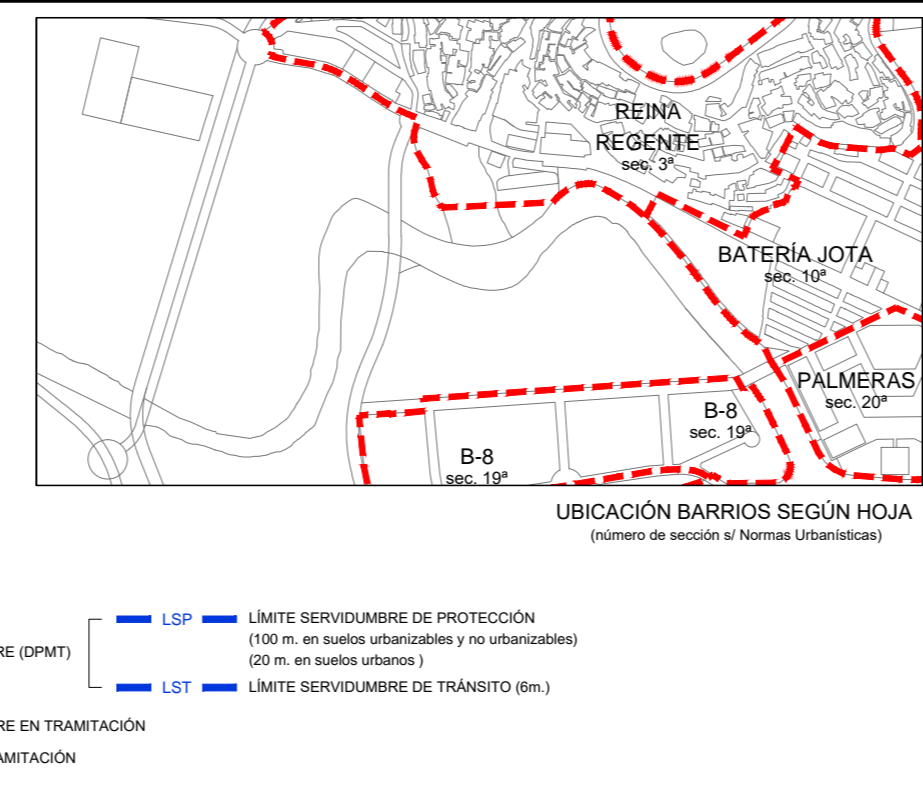 REINA
REGENTE
sec. 3ª
BATERÍA JOTA
sec. 10ª
PALMERAS
sec. 20ª
B-8
sec. 19ª
B-8
sec. 19ª
UBICACIÓN BARRIOS SEGÚN HOJA
(número de sección s/ Normas Urbanísticas)
LSP LÍMITE SERVIDUMBRE DE PROTECCIÓN
(100 m. en suelos urbanizables y no urbanizables)
(20 m. en suelos urbanos )
RE (DPMT)
LST LÍMITE SERVIDUMBRE DE TRÁNSITO (6m.)
RE EN TRAMITACIÓN
AMITACIÓN